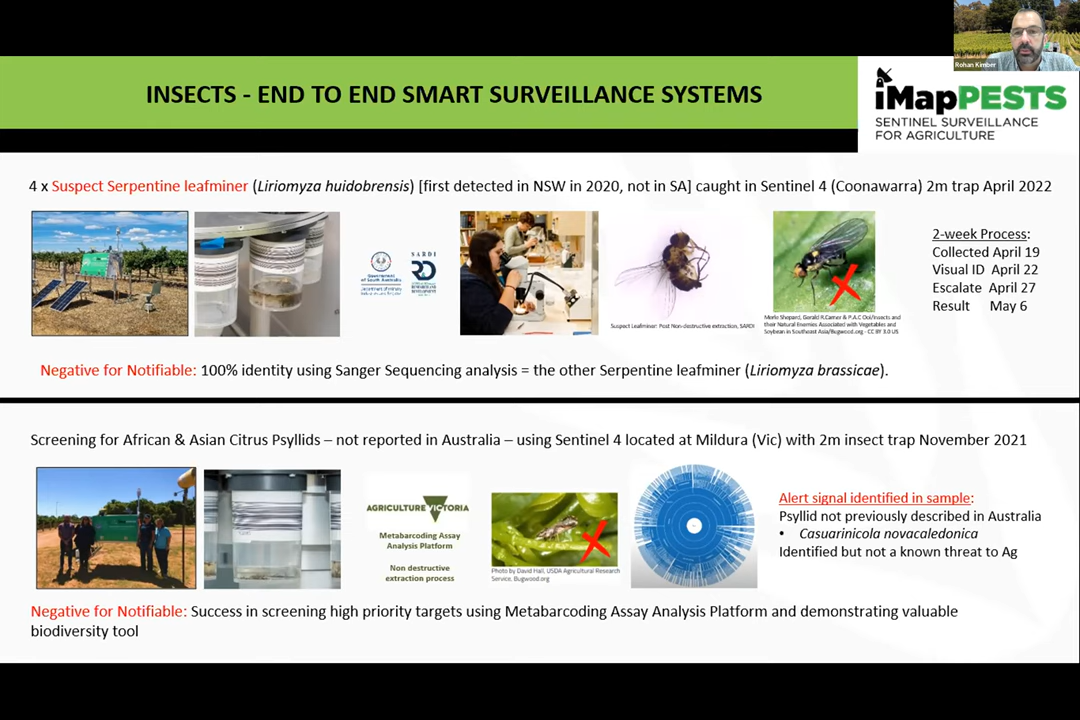 Rohan Kimber
INSECTS - END TO END SMART SURVEILLANCE SYSTEMS
iMapPESTS
SENTINEL SURVEILLANCE
FOR AGRICULTURE
4 x Suspect Serpentine leafminer (Liriomyza huidobrensis) [first detected in NSW in 2020, not in SA] caught in Sentinel 4 (Coonawarra) 2m trap April 2022
Government
of South Australia
SARDI
RD
Suspect Leafminer: Post Non-destructive extraction, SARDI
Merle Shepard, Gerald R.Carner & P.A.C Ooi/Insects and
their Natural Enemies Associated with Vegetables and
Soybean in Southeast Asia/Bugwood.org - CC BY 3.0 US
2-week Process:
Collected April 19
Visual ID April 22
Escalate April 27
Result May 6
Negative for Notifiable: 100% identity using Sanger Sequencing analysis = the other Serpentine leafminer (Liriomyza brassicae).
Screening for African & Asian Citrus Psyllids – not reported in Australia – using Sentinel 4 located at Mildura (Vic) with 2m insect trap November 2021
AGRICULTURE VICTORIA
Metabarcoding Assay
Analysis Platform
Non destructive
extraction process
Photo by David Hall, USDA Agricultural Research
Service, Bugwood.org
Alert signal identified in sample:
Psyllid not previously described in Australia
• Casuarinicola novacaledonica
Identified but not a known threat to Ag
Negative for Notifiable: Success in screening high priority targets using Metabarcoding Assay Analysis Platform and demonstrating valuable
biodiversity tool